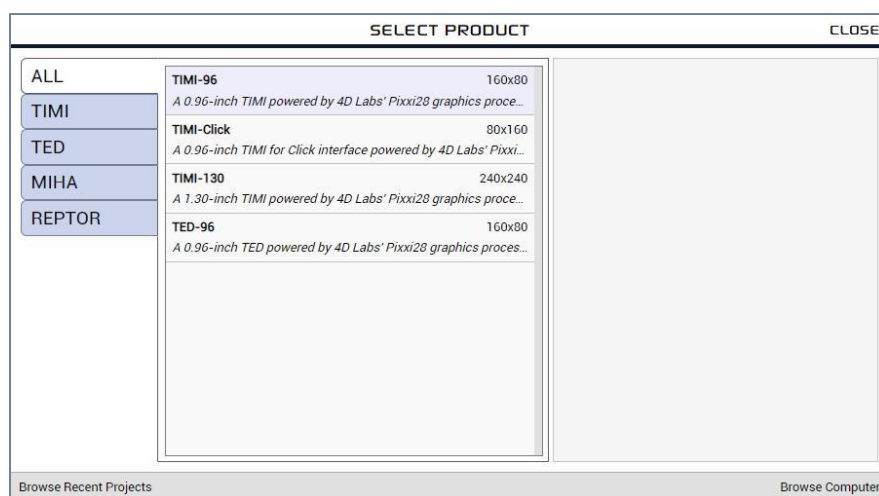 SELECT PRODUCT
CLOSE
ALL
TIMI
TED
MIHA
REPTOR
TIMI-96 160x80
A 0.96-inch TIMI powered by 4D Labs' Pixxi28 graphics proce...
TIMI-Click 80x160
A 0.96-inch TIMI for Click interface powered by 4D Labs' Pixxi...
TIMI-130 240x240
A 1.30-inch TIMI powered by 4D Labs' Pixxi28 graphics proce...
TED-96 160x80
A 0.96-inch TED powered by 4D Labs' Pixxi28 graphics proces...
Browse Recent Projects
Browse Computer